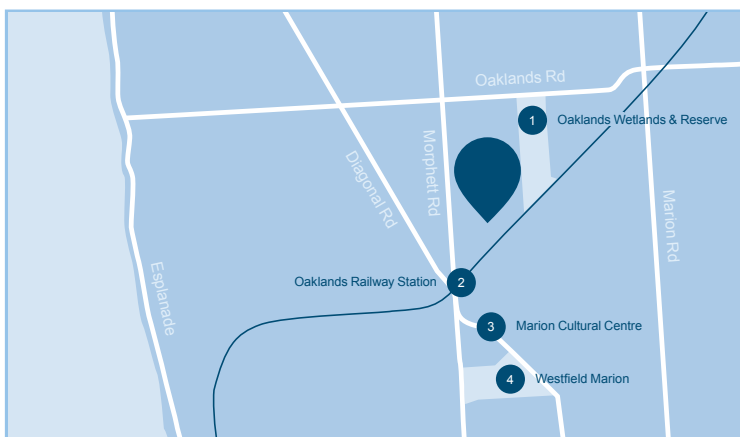 Oaklands Rd
1
Oaklands Wetlands & Reserve
Diagonal Rd
Morphett Rd
Marion Rd
Esplanade
Oaklands Railway Station
2
3
Marion Cultural Centre
4
Westfield Marion